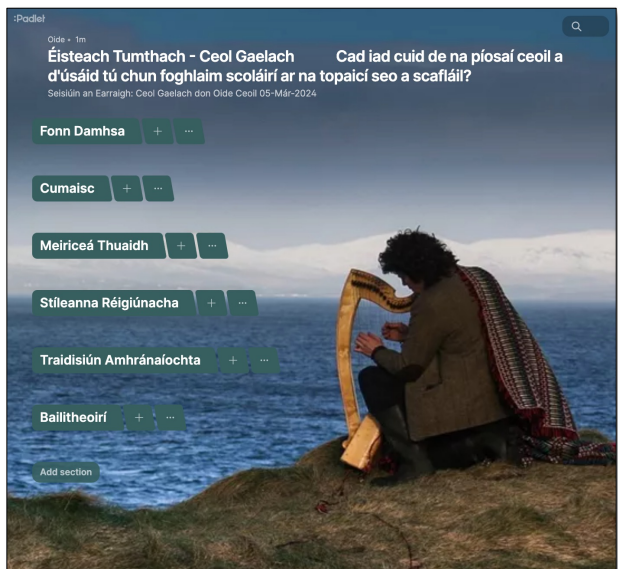 :Padlet
Oide • 1m
Éisteach Tumthach - Ceol Gaelach Cad iad cuid de na píosaí ceoil a
d'úsáid tú chun foghlaim scoláirí ar na topaicí seo a scafláil?
Seisiúin an Earraigh: Ceol Gaelach don Oide Ceoil 05-Már-2024
Fonn Damhsa + ...
Cumaisc + ...
Meiriceá Thuaidh + ...
Stíleanna Réigiúnacha + ...
Traidisiún Amhránaíochta + ...
Bailitheoirí + ...
Add section